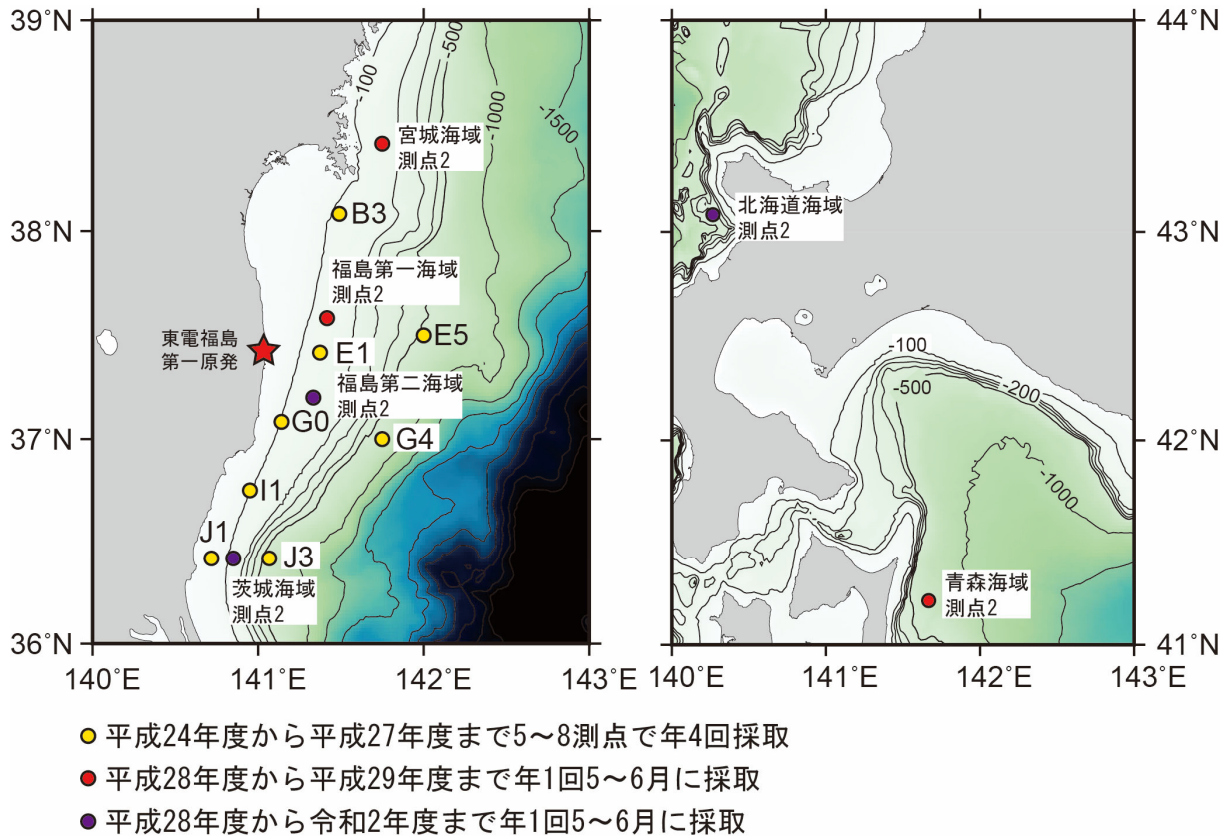 39°N
38°N
37°N
36°N
140°E
141°E
142°E
143°E
-100
-500
-1000
-1500
宮城海域
測点2
B3
福島第一海域
測点2
東電福島
第一原発
E5
E1
福島第二海域
測点2
G0
G4
I1
J1
J3
茨城海域
測点2
44°N
43°N
42°N
41°N
140°E
141°E
142°E
143°E
北海道海域
測点2
-100
-200
-500
-1000
青森海域
測点2
平成24年度から平成27年度まで5～8測点で年4回採取
平成28年度から平成29年度まで年1回5～6月に採取
平成28年度から令和2年度まで年1回5～6月に採取